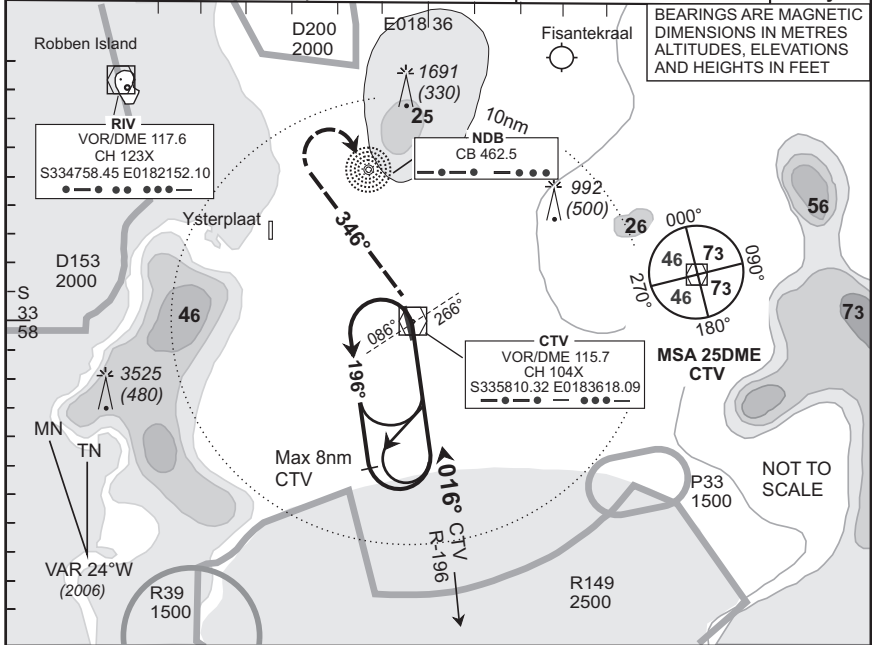 BEARINGS ARE MAGNETIC
DIMENSIONS IN METRES
ALTITUDES, ELEVATIONS
AND HEIGHTS IN FEET
D200
2000
E018 36
Fisantekraal
Robben Island
1691
(330)
25
10nm
RIV
VOR/DME 117.6
CH 123X
S334758.45 E0182152.10
NDB
CB 462.5
992
(500)
26
56
Ysterplaat
346°
000°
46 73
090°
270°
46 73
180°
MSA 25DME
CTV
D153
2000
S
33
58
46
73
086°
266°
CTV
VOR/DME 115.7
CH 104X
S335810.32 E0183618.09
196°
3525
(480)
MN
TN
Max 8nm
CTV
016° CTV
R-196
P33
1500
NOT TO
SCALE
VAR 24°W
(2006)
R39
1500
R149
2500